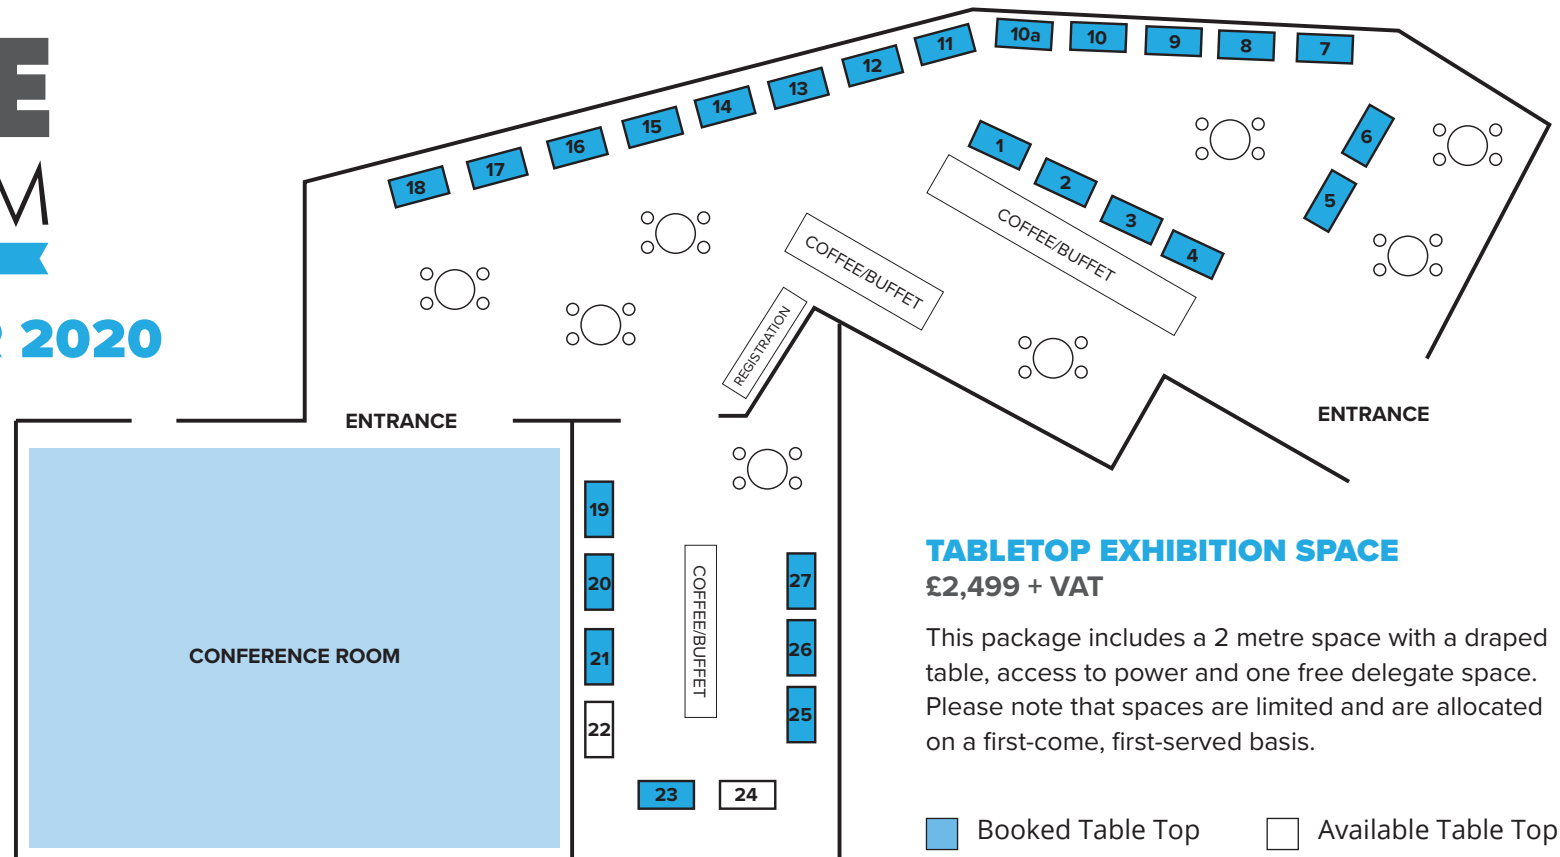 E
M
R 2020
11
10a
10
9
8
7
12
13
14
15
16
17
18
1
2
3
4
6
5
COFFEE/BUFFET
COFFEE/BUFFET
REGISTRATION
ENTRANCE
ENTRANCE
19
20
21
22
COFFEE/BUFFET
27
26
25
23
24
CONFERENCE ROOM
TABLETOP EXHIBITION SPACE
£2,499 + VAT
This package includes a 2 metre space with a draped
table, access to power and one free delegate space.
Please note that spaces are limited and are allocated
on a first-come, first-served basis.
Booked Table Top
Available Table Top